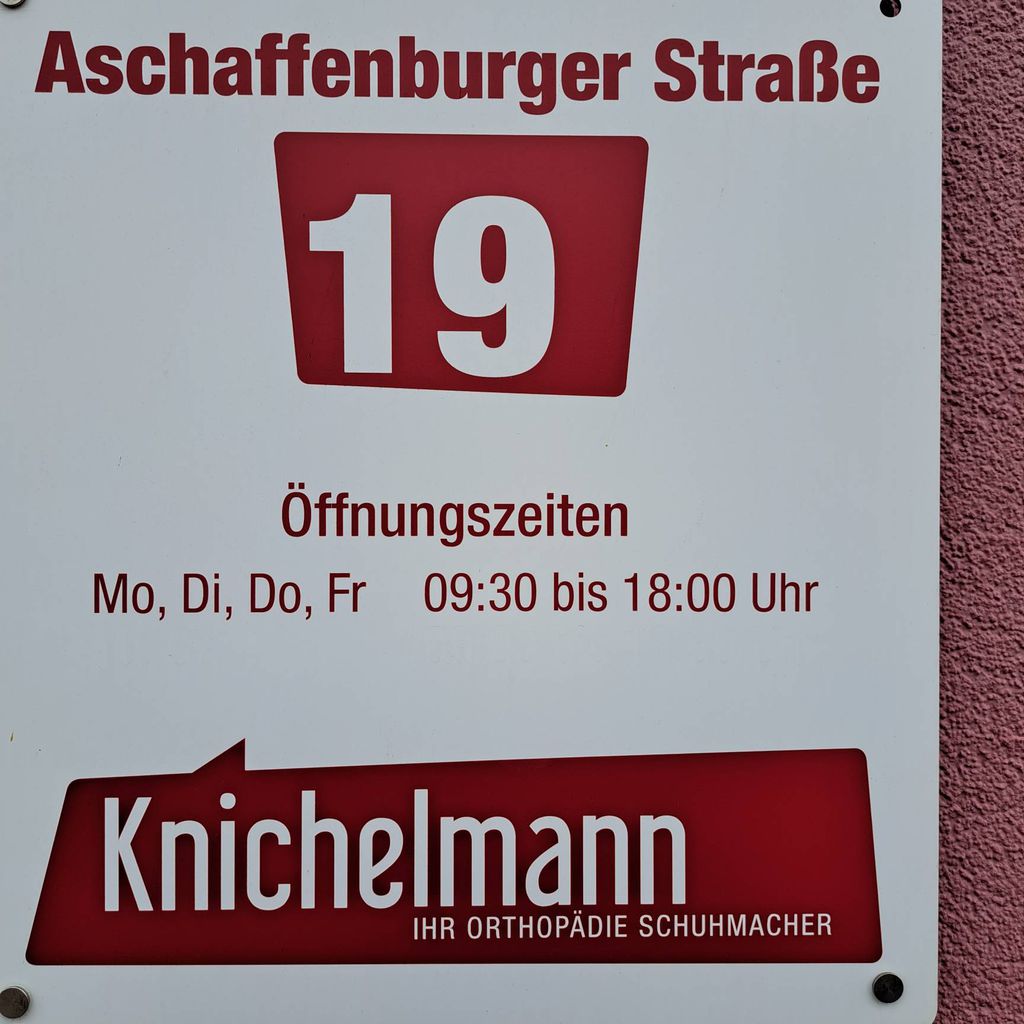 Aschaffenburger Straße
19
Öffnungszeiten
Mo, Di, Do, Fr 09:30 bis 18:00 Uhr
Knichelmann
IHR ORTHOPÄDIE SCHUHMACHER